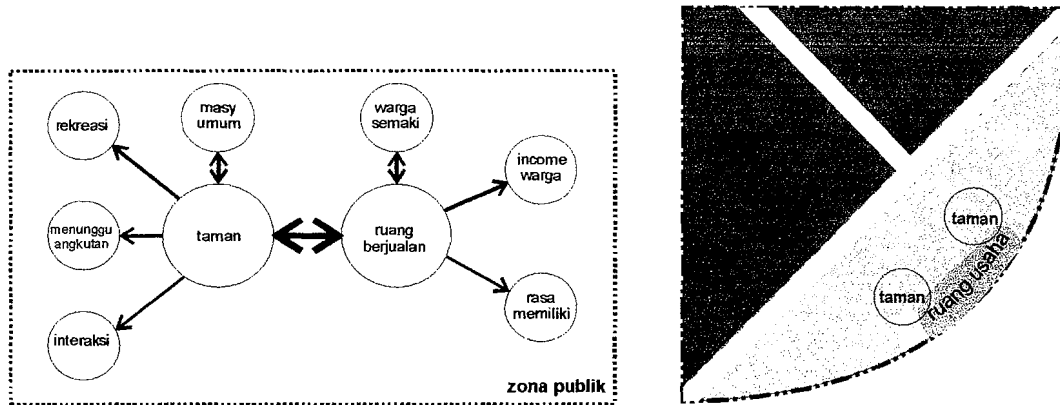 rekreasi
masy
umum
warga
semaki
income
warga
menunggu
angkutan
taman
ruang
berjualan
rasa
memiliki
interaksi
zona publik
taman
taman
ruang usaha